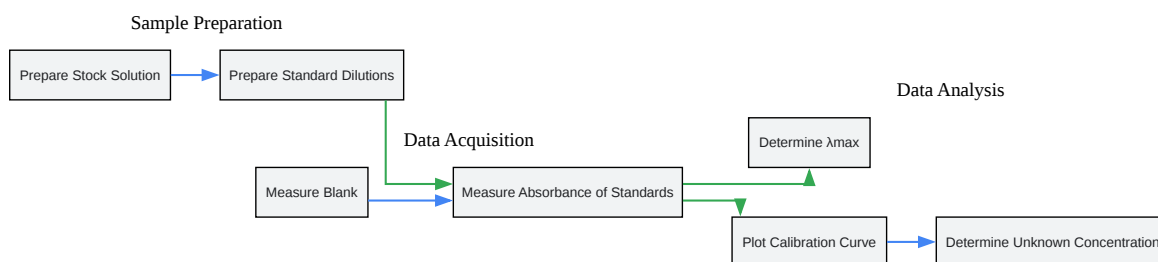 Sample Preparation
Prepare Stock Solution
Prepare Standard Dilutions
Data Analysis
Data Acquisition
Determine λmax
Measure Blank
Measure Absorbance of Standards
Plot Calibration Curve
Determine Unknown Concentration